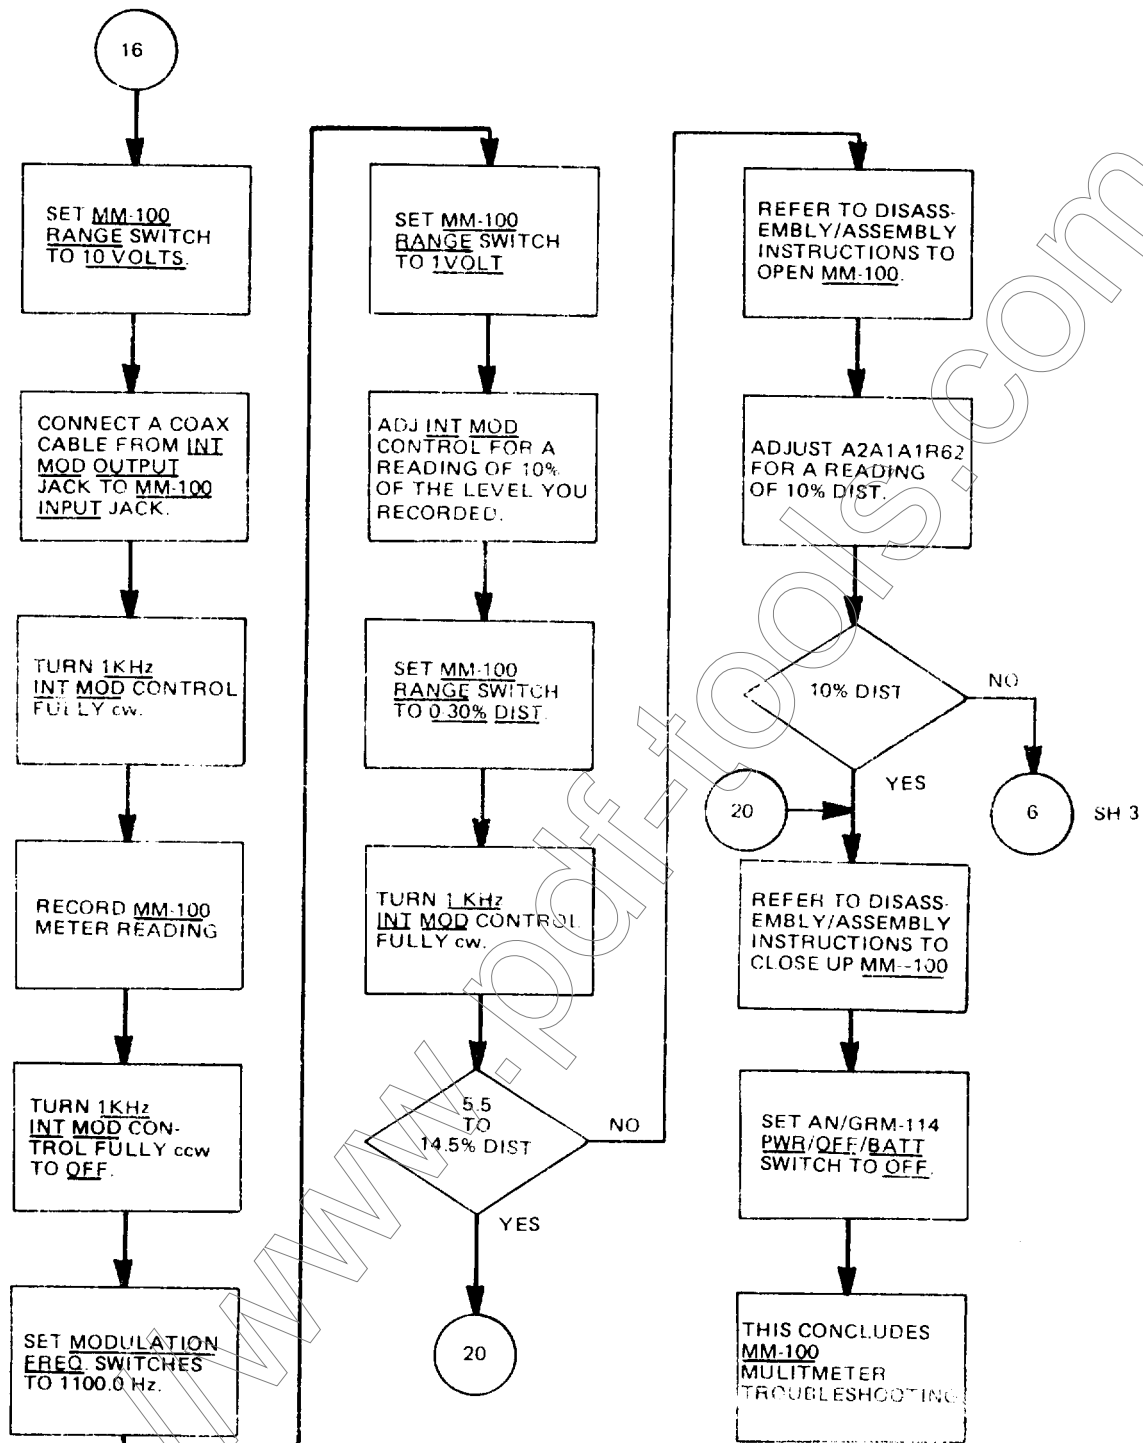 16
SET MM-100
RANGE SWITCH
TO 10 VOLTS.
CONNECT A COAX
CABLE FROM INT
MOD OUTPUT
JACK TO MM-100
INPUT JACK.
TURN 1KHz
INT MOD CONTROL
FULLY cw.
RECORD MM-100
METER READING
TURN 1KHz
INT MOD CON-
TROL FULLY ccw
TO OFF.
SET MODULATION
FREQ. SWITCHES
TO 1100.0 Hz.
SET MM-100
RANGE SWITCH
TO 1VOLT
ADJ INT MOD
CONTROL FOR A
READING OF 10%
OF THE LEVEL YOU
RECORDED.
SET MM-100
RANGE SWITCH
TO 0-30% DIST.
TURN 1 KHz
INT MOD CONTROL
FULLY cw.
5.5
TO
14.5% DIST
NO
YES
20
REFER TO DISASS-
EMBLY/ASSEMBLY
INSTRUCTIONS TO
OPEN MM-100.
ADJUST A2A1A1R62
FOR A READING
OF 10% DIST.
10% DIST
NO
YES
20
6
SH 3
REFER TO DISASS-
EMBLY/ASSEMBLY
INSTRUCTIONS TO
CLOSE UP MM--100
SET AN/GRM-114
PWR/OFF/BATT
SWITCH TO OFF.
THIS CONCLUDES
MM-100
MULITMETER
TROUBLESHOOTING
www.pdf-tools.com